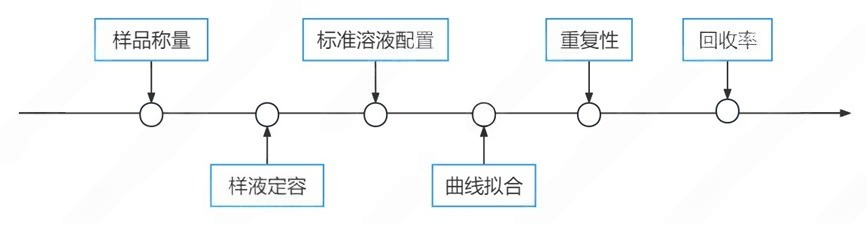 样品称量
标准溶液配置
重复性
回收率
样液定容
曲线拟合